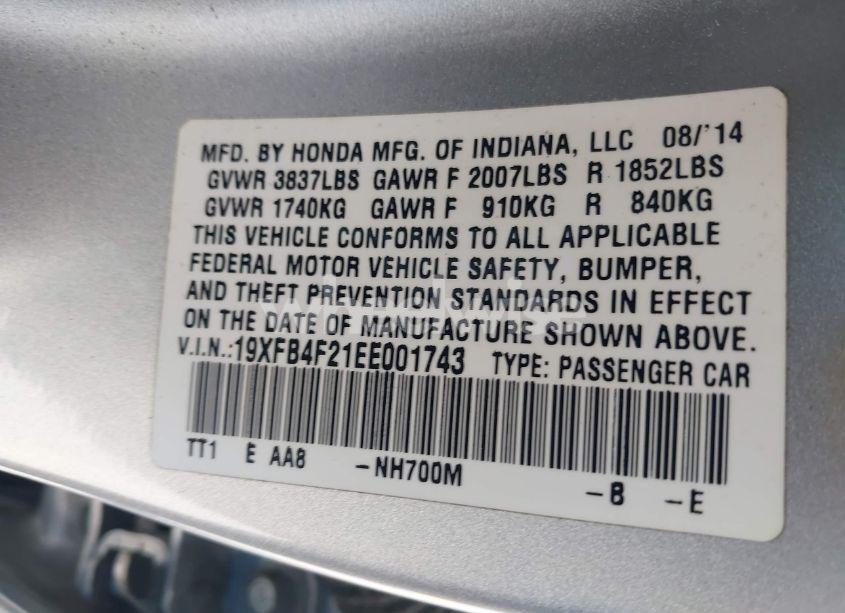 MFD. BY HONDA MFG. OF INDIANA, LLC 08/'14
GVWR 3837LBS GAWR F 2007LBS R 1852LBS
GVWR 1740KG GAWR F 910KG R 840KG
THIS VEHICLE CONFORMS TO ALL APPLICABLE
FEDERAL MOTOR VEHICLE SAFETY, BUMPER,
AND THEFT PREVENTION STANDARDS IN EFFECT
ON THE DATE OF MANUFACTURE SHOWN ABOVE.
V.I.N.:19XFB4F21EE001743 TYPE: PASSENGER CAR
TT1 E AA8 -NH700M -B -E